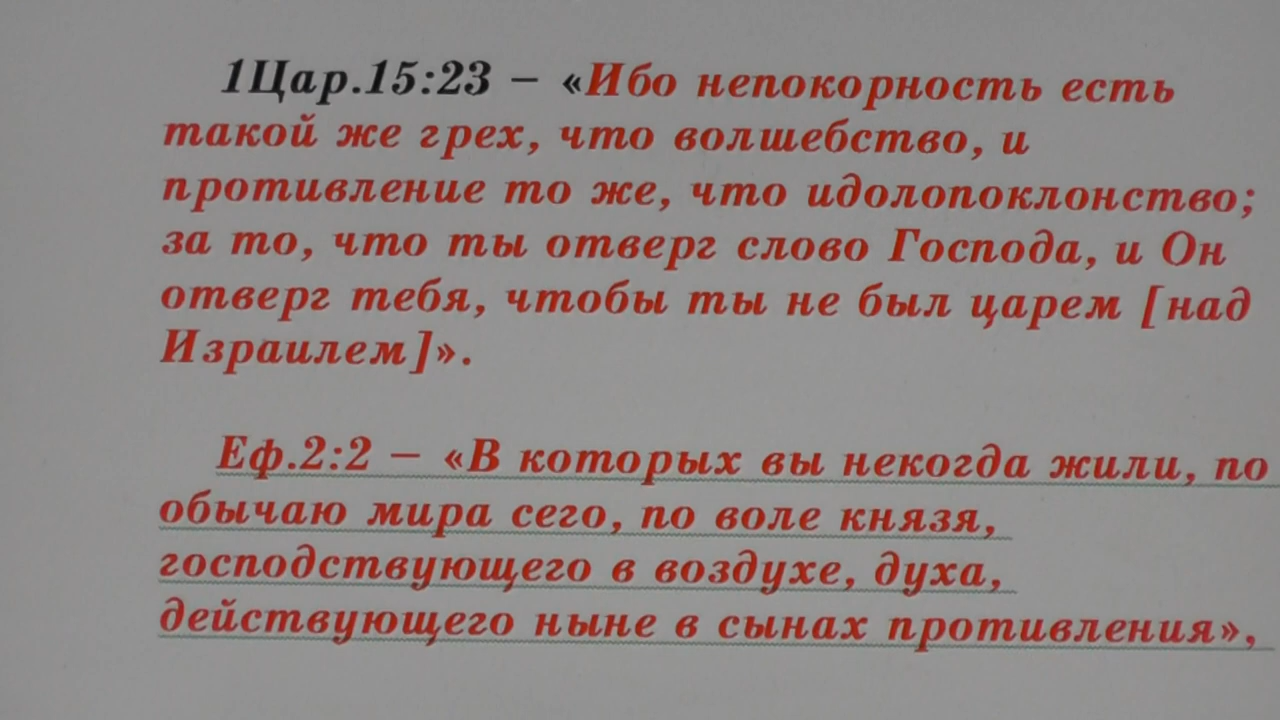 1Цар.15:23 – «Ибо непокорность есть
такой же грех, что волшебство, и
противление то же, что идолопоклонство;
за то, что ты отверг слово Господа, и Он
отверг тебя, чтобы ты не был царем [над
Израилем]».
Еф.2:2 – «В которых вы некогда жили, по
обычаю мира сего, по воле князя,
господствующего в воздухе, духа,
действующего ныне в сынах противления»,